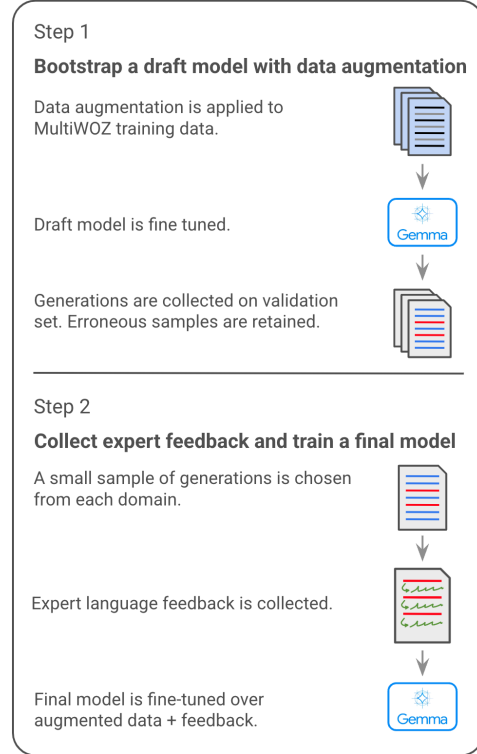 Step 1
Bootstrap a draft model with data augmentation
Data augmentation is applied to
MultiWOZ training data.
Draft model is fine tuned.
Gemma
Generations are collected on validation
set. Erroneous samples are retained.
Step 2
Collect expert feedback and train a final model
A small sample of generations is chosen
from each domain.
Expert language feedback is collected.
Final model is fine-tuned over
augmented data + feedback.
Gemma